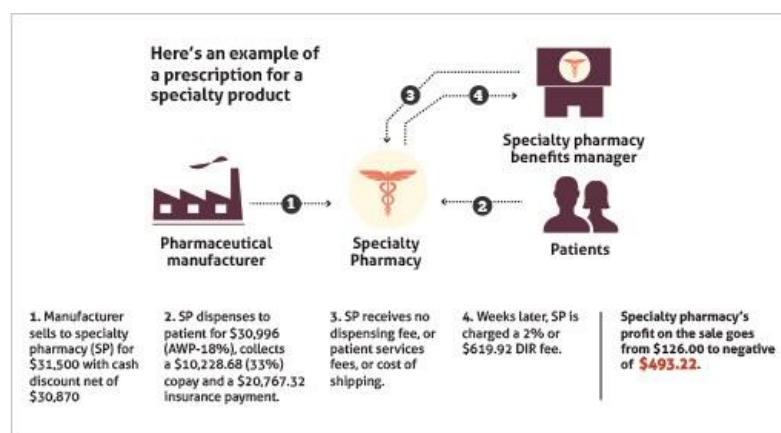 Here's an example of
a prescription for a
specialty product
3
4
Specialty pharmacy
benefits manager
1
2
Pharmaceutical
manufacturer
Specialty
Pharmacy
Patients
1. Manufacturer
sells to specialty
pharmacy (SP) for
$31,500 with cash
discount net of
$30,870
2. SP dispenses to
patient for $30,996
(AWP-18%), collects
a $10,228.68 (33%)
copay and a $20,767.32
insurance payment.
3. SP receives no
dispensing fee, or
patient services
fees, or cost of
shipping.
4. Weeks later, SP is
charged a 2% or
$619.92 DIR fee.
Specialty pharmacy's
profit on the sale goes
from $126.00 to negative
of $493.22.